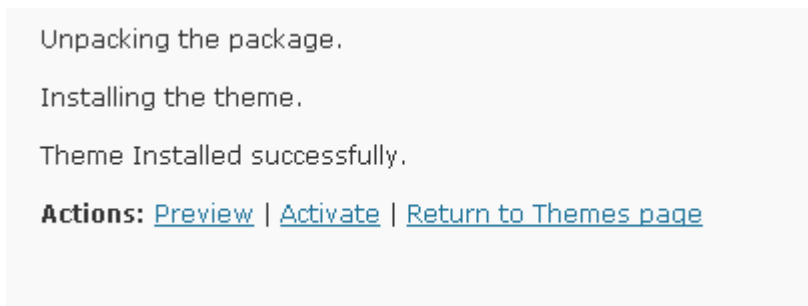 Unpacking the package.
Installing the theme.
Theme Installed successfully.
Actions: Preview | Activate | Return to Themes page